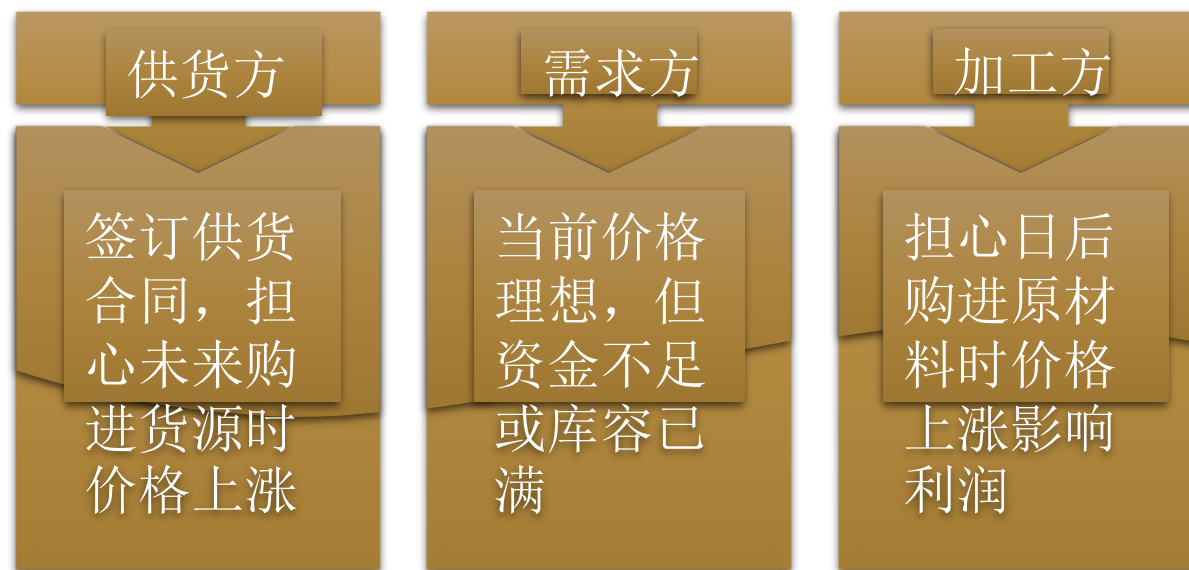 供货方
签订供货
合同，担
心未来购
进货源时
价格上涨
需求方
当前价格
理想，但
资金不足
或库容已
满
加工方
担心日后
购进原材
料时价格
上涨影响
利润